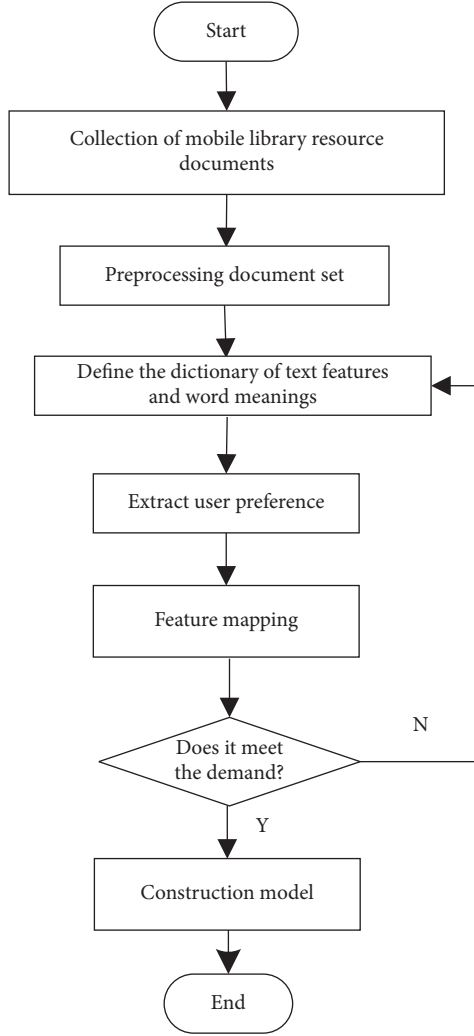 Start
Collection of mobile library resource
documents
Preprocessing document set
Define the dictionary of text features
and word meanings
Extract user preference
Feature mapping
Does it meet
the demand?
N
Y
Construction model
End